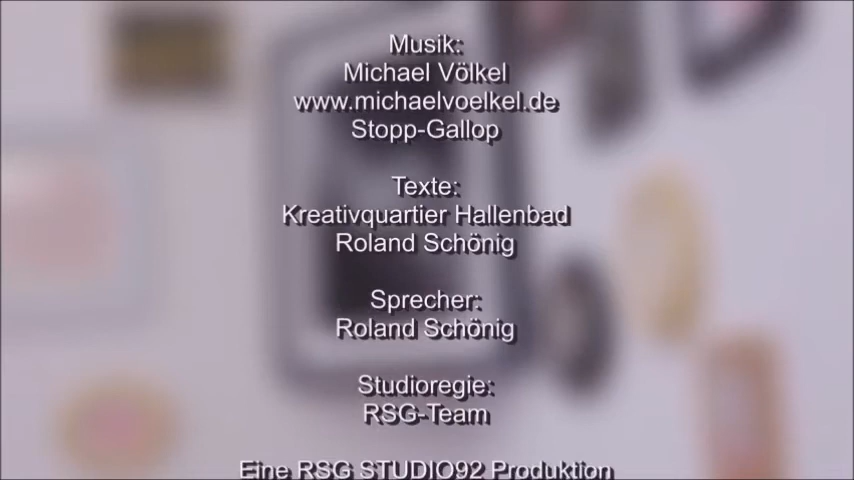 Musik:
Michael Völkel
www.michaelvoelkel.de
Stopp-Gallop
Texte:
Kreativquartier Hallenbad
Roland Schönig
Sprecher:
Roland Schönig
Studioregie:
RSG-Team
Eine RSG STUDIO92 Produktion